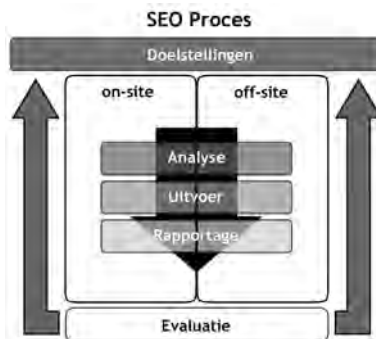 SEO Proces
Doelstellingen
on-site off-site
Analyse
Uitvoer
Rapportage
Evaluatie